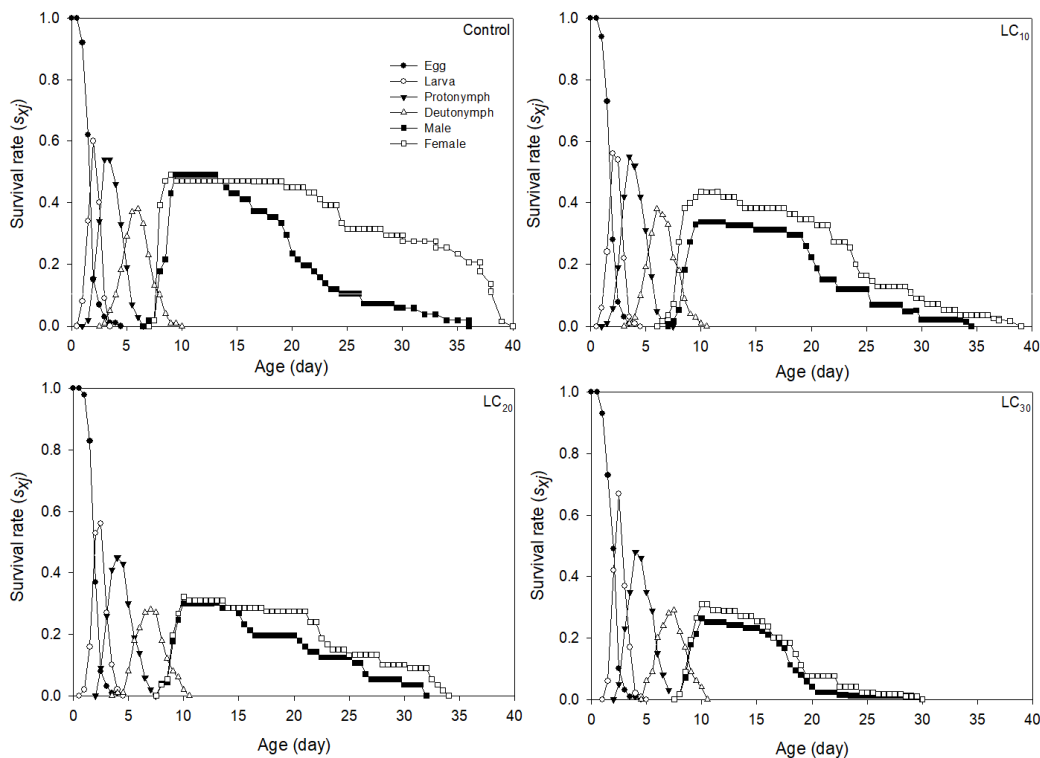 Control
1.0
0.8
0.6
0.4
0.2
0.0
Survival rate (sxj)
Egg
Larva
Protonymph
Deutonymph
Male
Female
0 5 10 15 20 25 30 35 40
Age (day)
LC10
1.0
0.8
0.6
0.4
0.2
0.0
Survival rate (sxj)
0 5 10 15 20 25 30 35 40
Age (day)
LC20
1.0
0.8
0.6
0.4
0.2
0.0
Survival rate (sxj)
0 5 10 15 20 25 30 35 40
Age (day)
LC30
1.0
0.8
0.6
0.4
0.2
0.0
Survival rate (sxj)
0 5 10 15 20 25 30 35 40
Age (day)